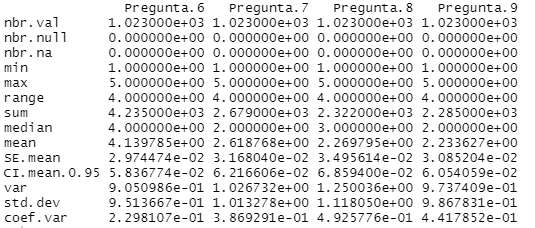 Pregunta.6 Pregunta.7 Pregunta.8 Pregunta.9
nbr.val 1.023000e+03 1.023000e+03 1.023000e+03 1.023000e+03
nbr.null 0.000000e+00 0.000000e+00 0.000000e+00 0.000000e+00
nbr.na 0.000000e+00 0.000000e+00 0.000000e+00 0.000000e+00
min 1.000000e+00 1.000000e+00 1.000000e+00 1.000000e+00
max 5.000000e+00 5.000000e+00 5.000000e+00 5.000000e+00
range 4.000000e+00 4.000000e+00 4.000000e+00 4.000000e+00
sum 4.235000e+03 2.679000e+03 2.322000e+03 2.285000e+03
median 4.000000e+00 2.000000e+00 3.000000e+00 2.000000e+00
mean 4.139785e+00 2.618768e+00 2.269795e+00 2.233627e+00
SE.mean 2.974474e-02 3.168040e-02 3.495614e-02 3.085204e-02
CI.mean.0.95 5.836774e-02 6.216606e-02 6.859400e-02 6.054059e-02
var 9.050986e-01 1.026732e+00 1.250036e+00 9.737409e-01
std.dev 9.513667e-01 1.013278e+00 1.118050e+00 9.867831e-01
coef.var 2.298107e-01 3.869291e-01 4.925776e-01 4.417852e-01